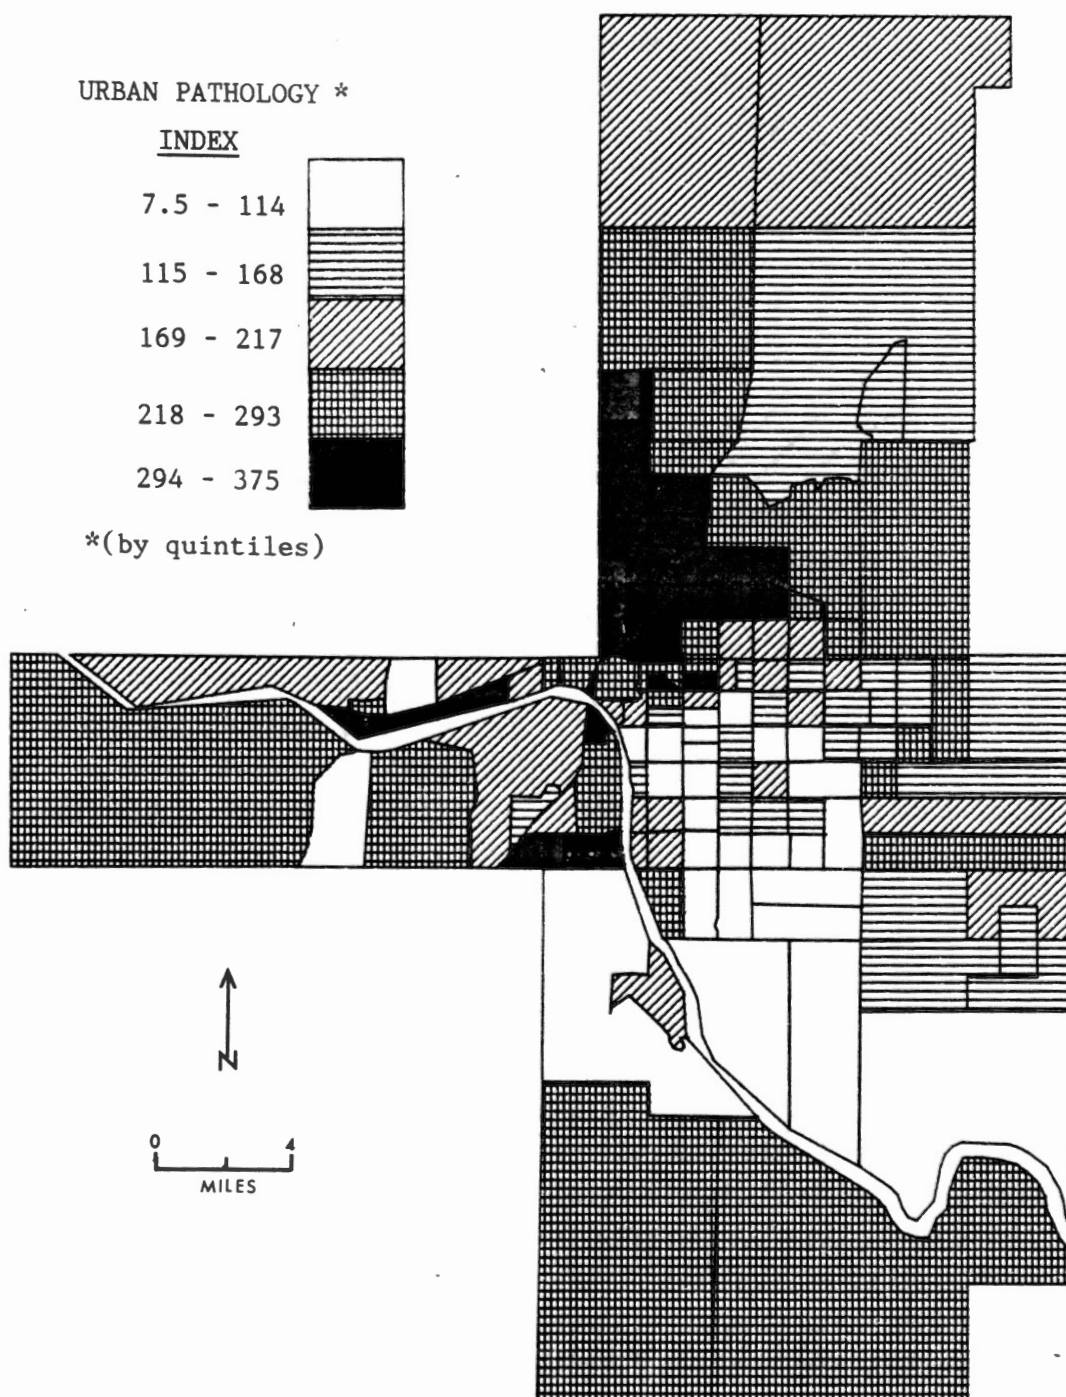 URBAN PATHOLOGY *
INDEX
7.5 - 114
115 - 168
169 - 217
218 - 293
294 - 375
*(by quintiles)
N
0 4
MILES